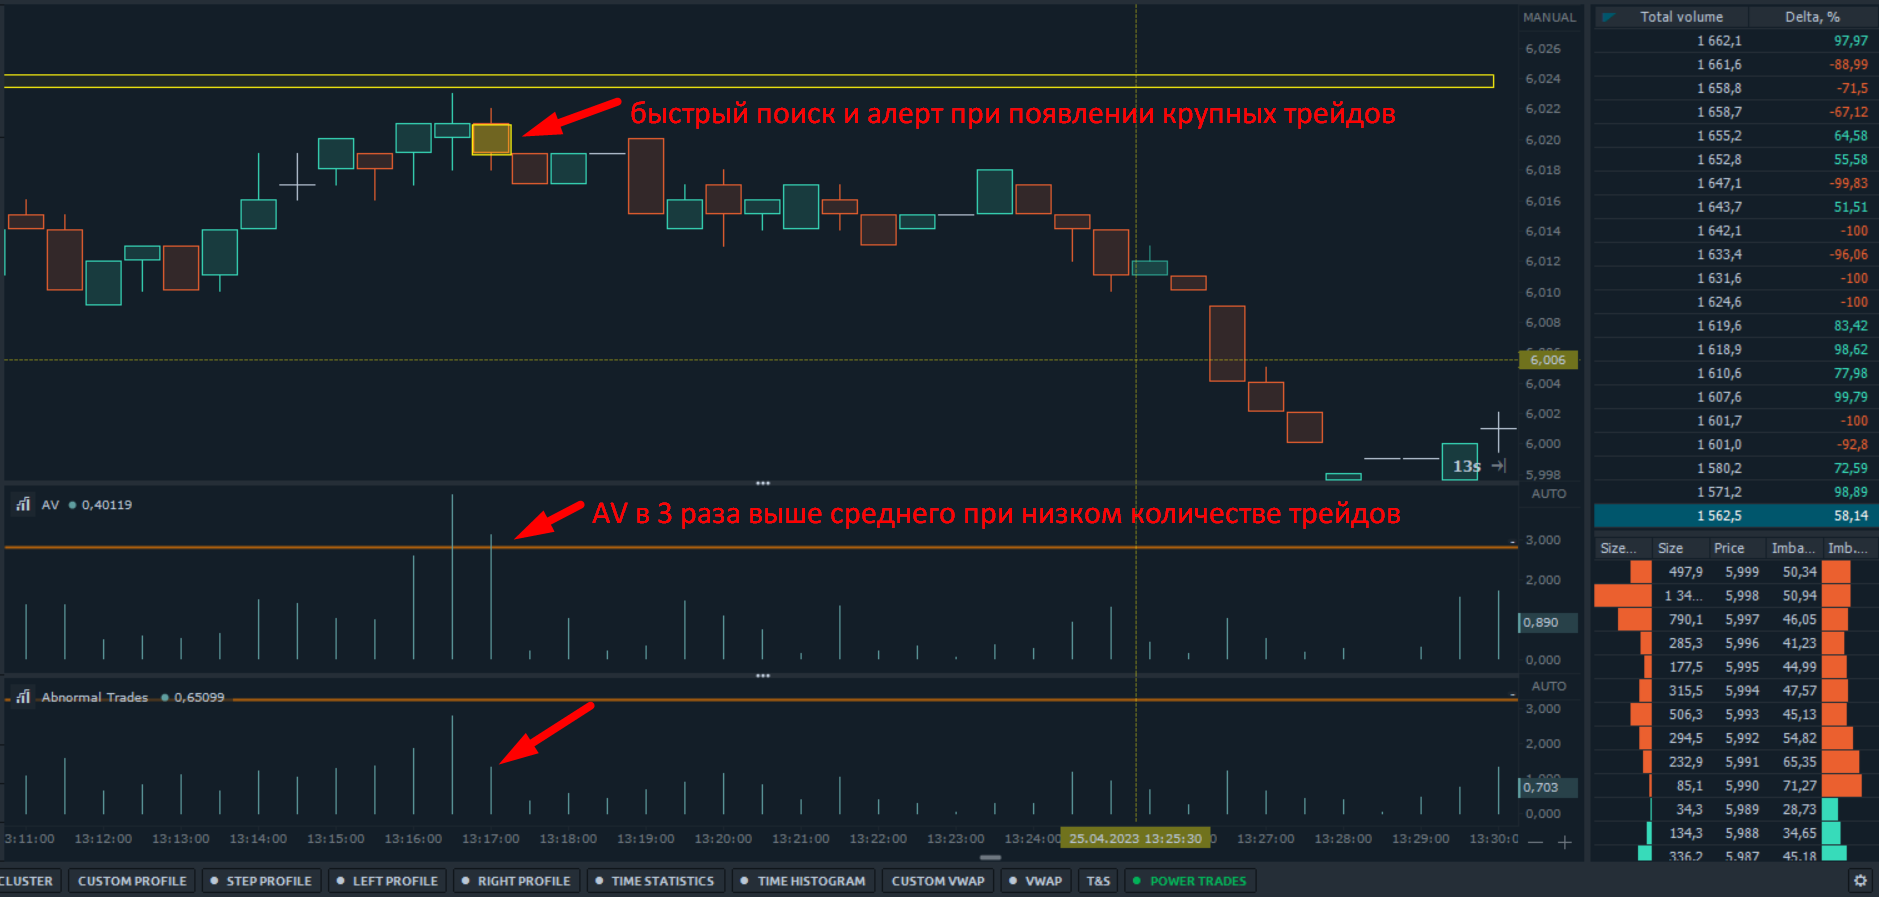 MANUAL
6,026
6,024
6,022
6,020
6,018
6,016
6,014
6,012
6,010
6,008
6,006
6,004
6,002
6,000
5,998
быстрый поиск и алерт при появлении крупных трейдов
13s
AV 0,40119
AUTO
AV в 3 раза выше среднего при низком количестве трейдов
3,000
2,000
0,890
0,000
Abnormal Trades 0,65099
AUTO
3,000
2,000
1,000
0,703
0,000
3:11:00 13:12:00 13:13:00 13:14:00 13:15:00 13:16:00 13:17:00 13:18:00 13:19:00 13:20:00 13:21:00 13:22:00 13:23:00 13:24:00 25.04.2023 13:25:30 13:27:00 13:28:00 13:29:00 13:30:0
Total volume Delta, %
1 662,1 97,97
1 661,6 -88,99
1 658,8 -71,5
1 658,7 -67,12
1 655,2 64,58
1 652,8 55,58
1 647,1 -99,83
1 643,7 51,51
1 642,1 -100
1 633,4 -96,06
1 631,6 -100
1 624,6 -100
1 619,6 83,42
1 618,9 98,62
1 610,6 77,98
1 607,6 99,79
1 601,7 -100
1 601,0 -92,8
1 580,2 72,59
1 571,2 98,89
1 562,5 58,14
Size... Size Price Imba... Imb....
497,9 5,999 50,34
1 34... 5,998 50,94
790,1 5,997 46,05
285,3 5,996 41,23
177,5 5,995 44,99
315,5 5,994 47,57
506,3 5,993 45,13
294,5 5,992 54,82
232,9 5,991 65,35
85,1 5,990 71,27
34,3 5,989 28,73
134,3 5,988 34,65
336,2 5,987 45,18
CLUSTER CUSTOM PROFILE STEP PROFILE LEFT PROFILE RIGHT PROFILE TIME STATISTICS TIME HISTOGRAM CUSTOM VWAP VWAP T&S POWER TRADES